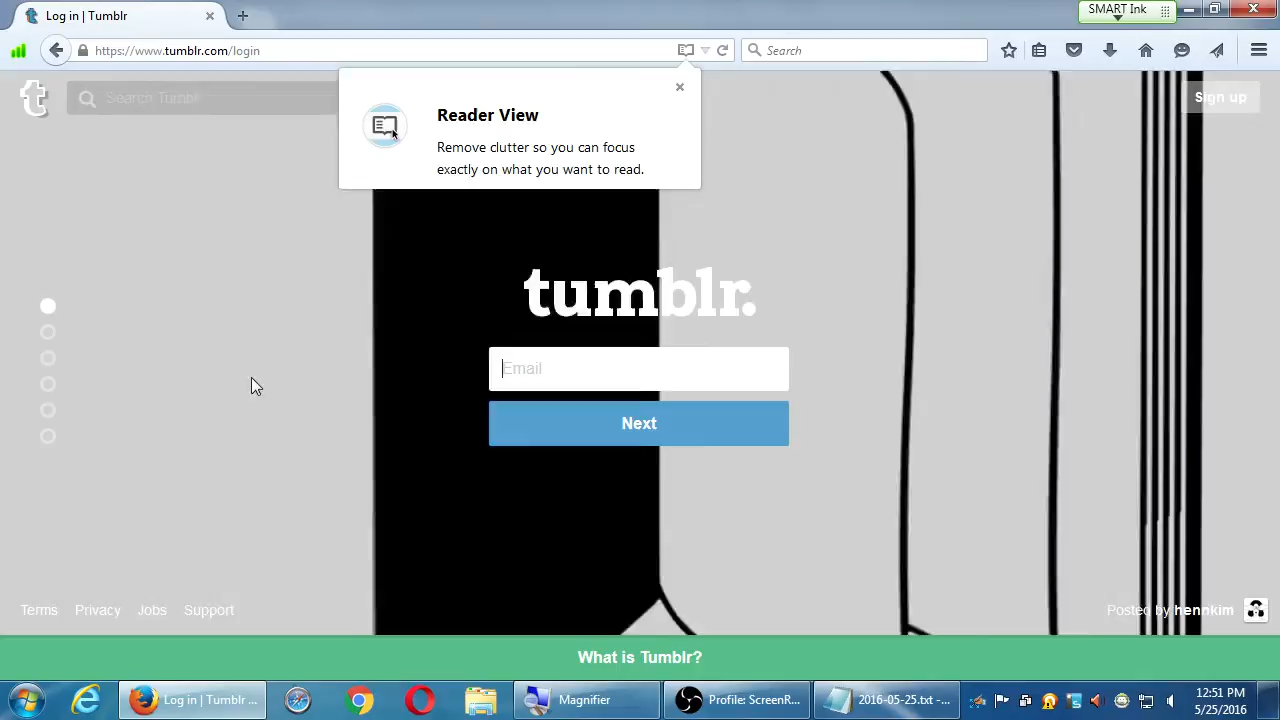 Log in | Tumblr
SMART Ink
https://www.tumblr.com/login
Search
Search Tumblr
Sign up
Reader View
Remove clutter so you can focus
exactly on what you want to read.
tumblr.
Email
Next
Terms Privacy Jobs Support
Posted by hennkim
What is Tumblr?
Log in | Tumblr ...
Magnifier
Profile: ScreenR...
2016-05-25.txt -...
12:51 PM
5/25/2016